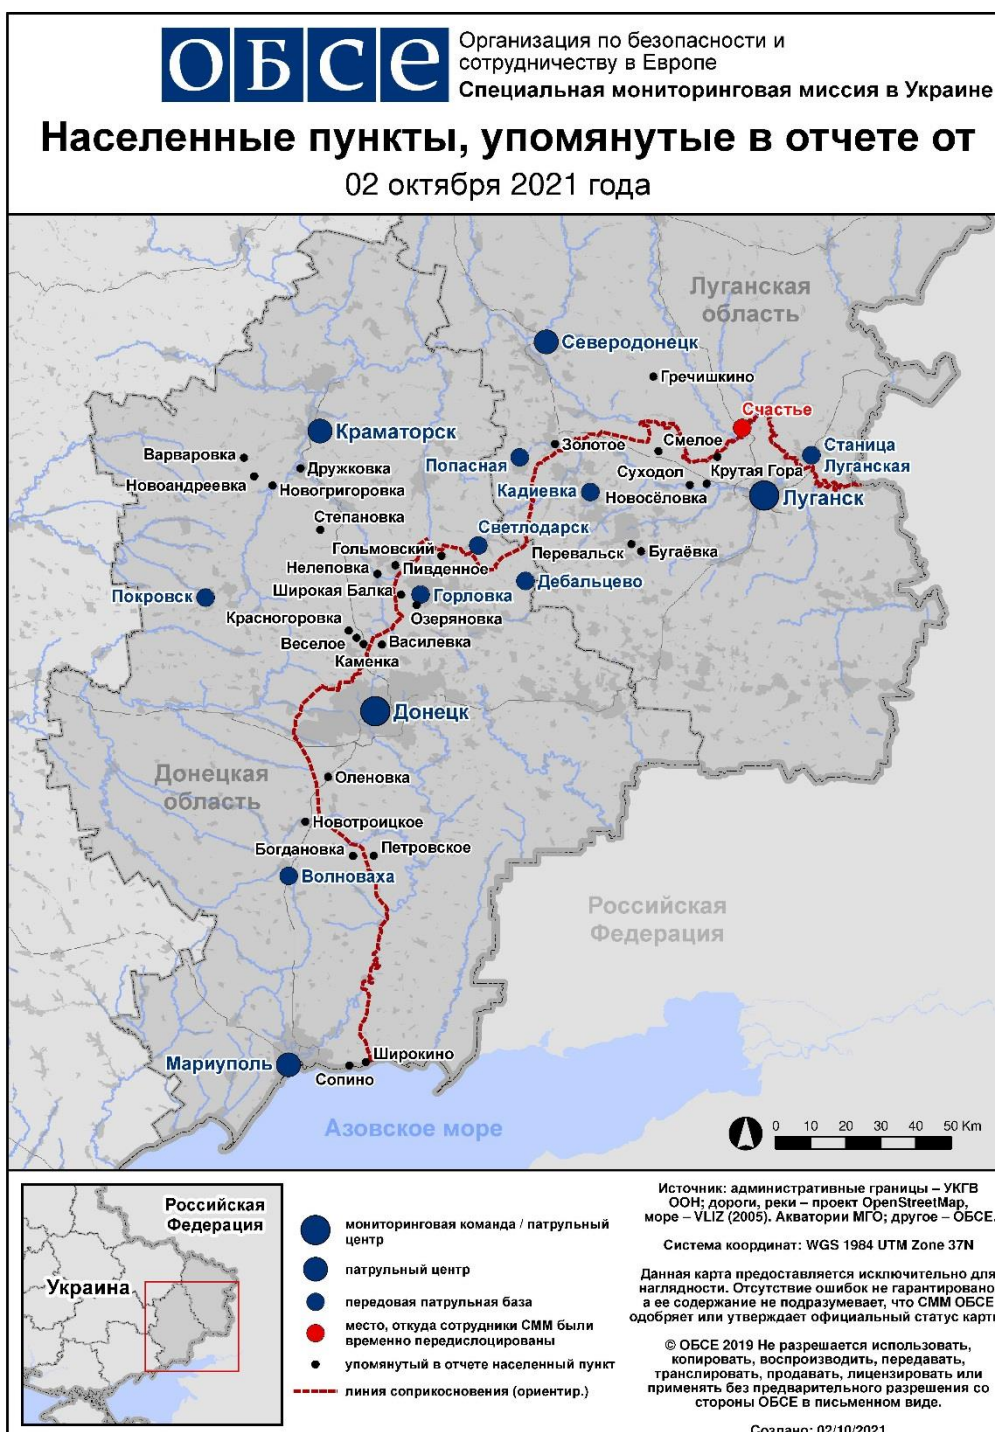 ОБСЕ
Организация по безопасности и
сотрудничеству в Европе
Специальная мониторинговая миссия в Украине
Населенные пункты, упомянутые в отчете от
02 октября 2021 года
Луганская
область
Северодонецк
Гречишкино
Счастье
Краматорск
Золотое
Смелое
Станица
Луганская
Варваровка
Дружковка
Попасная
Суходол
Крутая Гора
Новоандреевка
Новогригоровка
Кадиевка
Новосёловка
Луганск
Степановка
Светлодарск
Гольмовский
Перевальск
Бугаёвка
Нелеповка
Пивденное
Дебальцево
Покровск
Широкая Балка
Горловка
Красногоровка
Озеряновка
Веселое
Василевка
Каменка
Донецк
Донецкая
область
Оленовка
Новотроицкое
Богдановка
Петровское
Волноваха
Российская
Федерация
Мариуполь
Широкино
Сопино
Азовское море
0 10 20 30 40 50 Km
Российская
Федерация
Украина
мониторинговая команда / патрульный
центр
патрульный центр
передовая патрульная база
место, откуда сотрудники СММ были
временно передислоцированы
упомянутый в отчете населенный пункт
линия соприкосновения (ориентир.)
Источник: административные границы – УКГВ
ООН; дороги, реки – проект OpenStreetMap,
море – VLIZ (2005). Акватории МГО; другое – ОБСЕ.
Система координат: WGS 1984 UTM Zone 37N
Данная карта предоставляется исключительно для
наглядности. Отсутствие ошибок не гарантировано
а ее содержание не подразумевает, что СММ ОБСЕ
одобряет или утверждает официальный статус карт
© ОБСЕ 2019 Не разрешается использовать,
копировать, воспроизводить, передавать,
транслировать, продавать, лицензировать или
применять без предварительного разрешения со
стороны ОБСЕ в письменном виде.
Создано: 02/10/2021